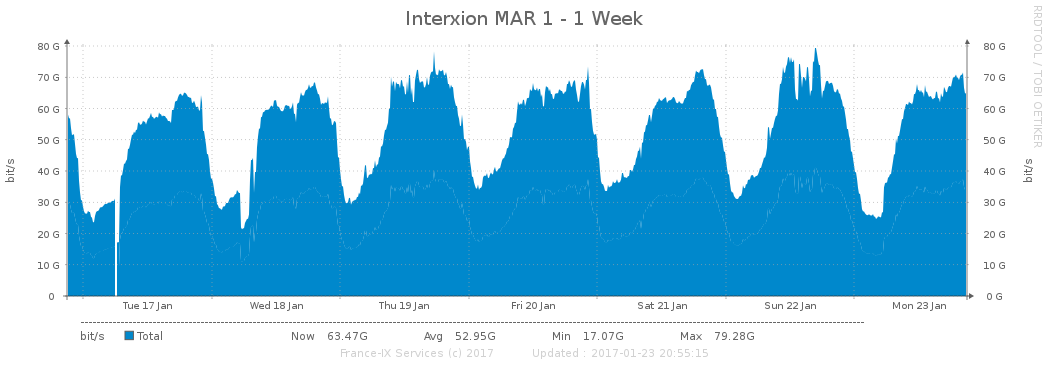 Interxion MAR 1 - 1 Week
RRDTOOL / TOBI OETIKER
bit/s
bit/s
80 G 80 G
70 G 70 G
60 G 60 G
50 G 50 G
40 G 40 G
30 G 30 G
20 G 20 G
10 G 10 G
0 0 G
Tue 17 Jan Wed 18 Jan Thu 19 Jan Fri 20 Jan Sat 21 Jan Sun 22 Jan Mon 23 Jan
bit/s Total Now 63.47G Avg 52.95G Min 17.07G Max 79.28G
France-IX Services (c) 2017 Updated : 2017-01-23 20:55:15